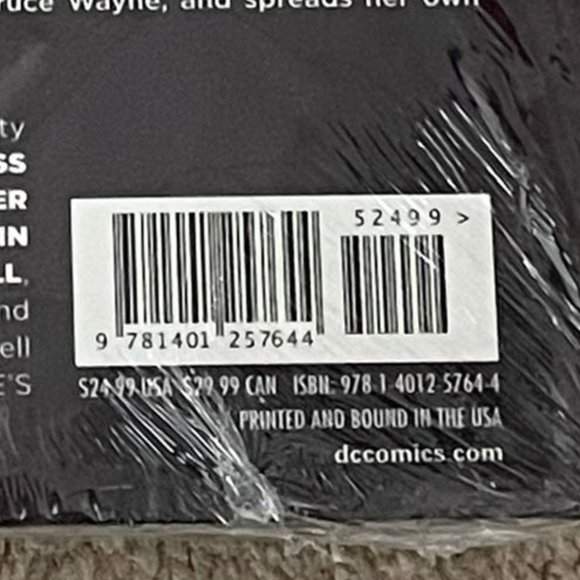 Wayne, and spreads her own
ty
SS
ER
IN
LL,
nd
ell
E'S
52499 >
9 781401 257644
$24.99 USA $29.99 CAN ISBN: 978-1-4012-5764-4
PRINTED AND BOUND IN THE USA
dccomics.com